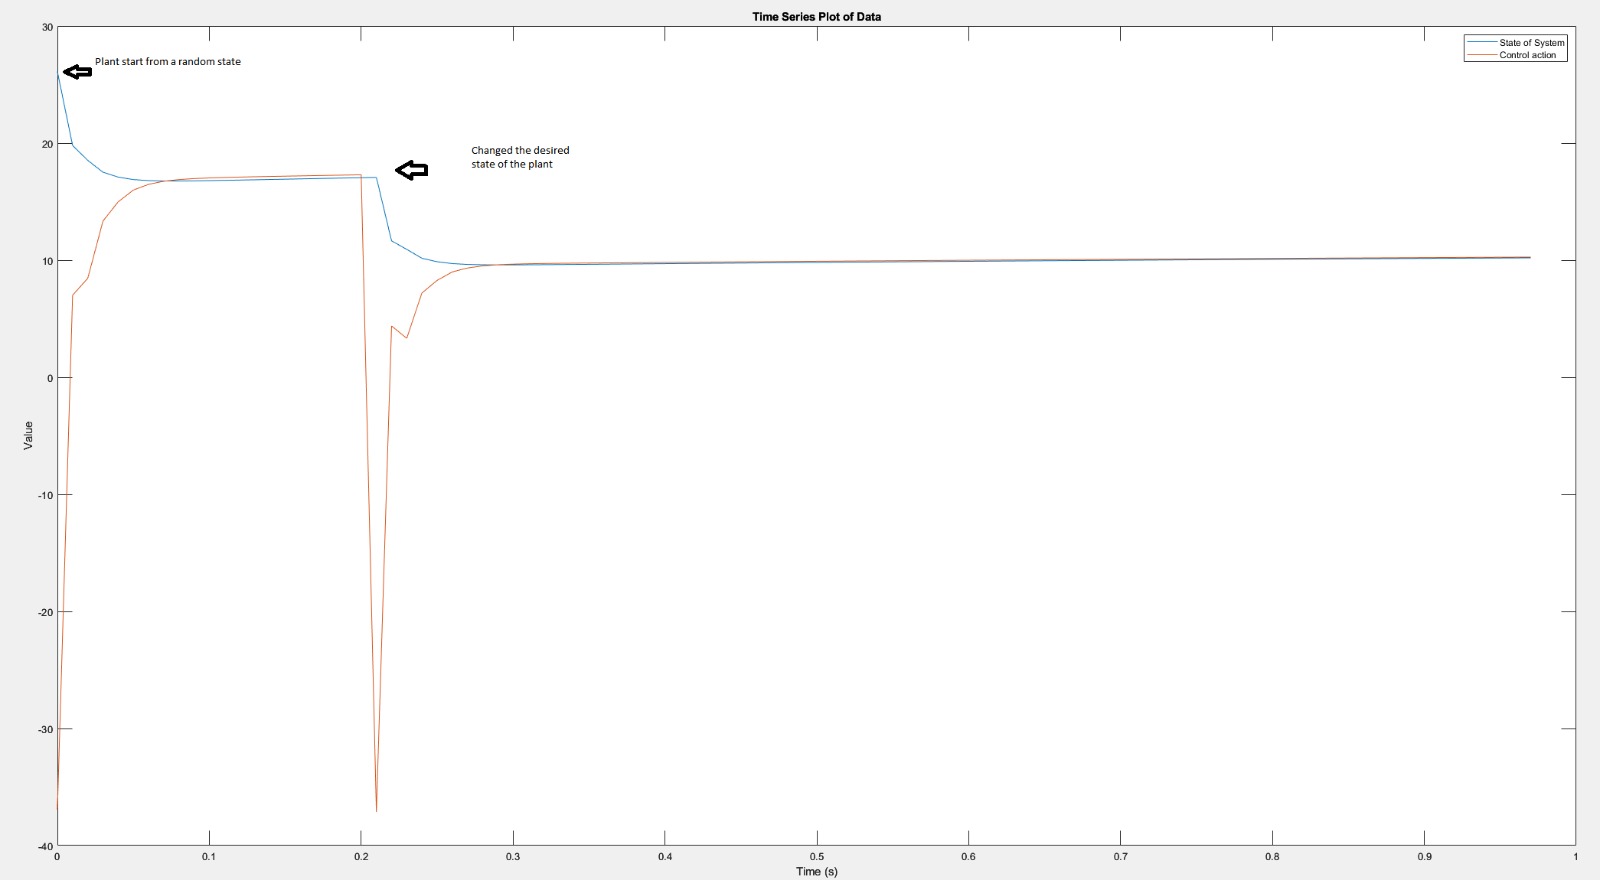 Time Series Plot of Data
30
State of System
Control action
Plant start from a random state
20
Changed the desired
state of the plant
10
0
Value
-10
-20
-30
-40
0 0.1 0.2 0.3 0.4 0.5 0.6 0.7 0.8 0.9 1
Time (s)